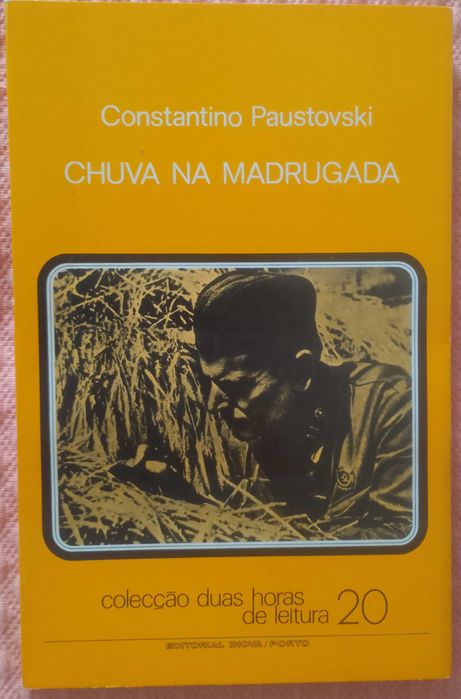 Constantino Paustovski
CHUVA NA MADRUGADA
colecção duas horas
de leitura 20
EDITORIAL INOVA/PORTO